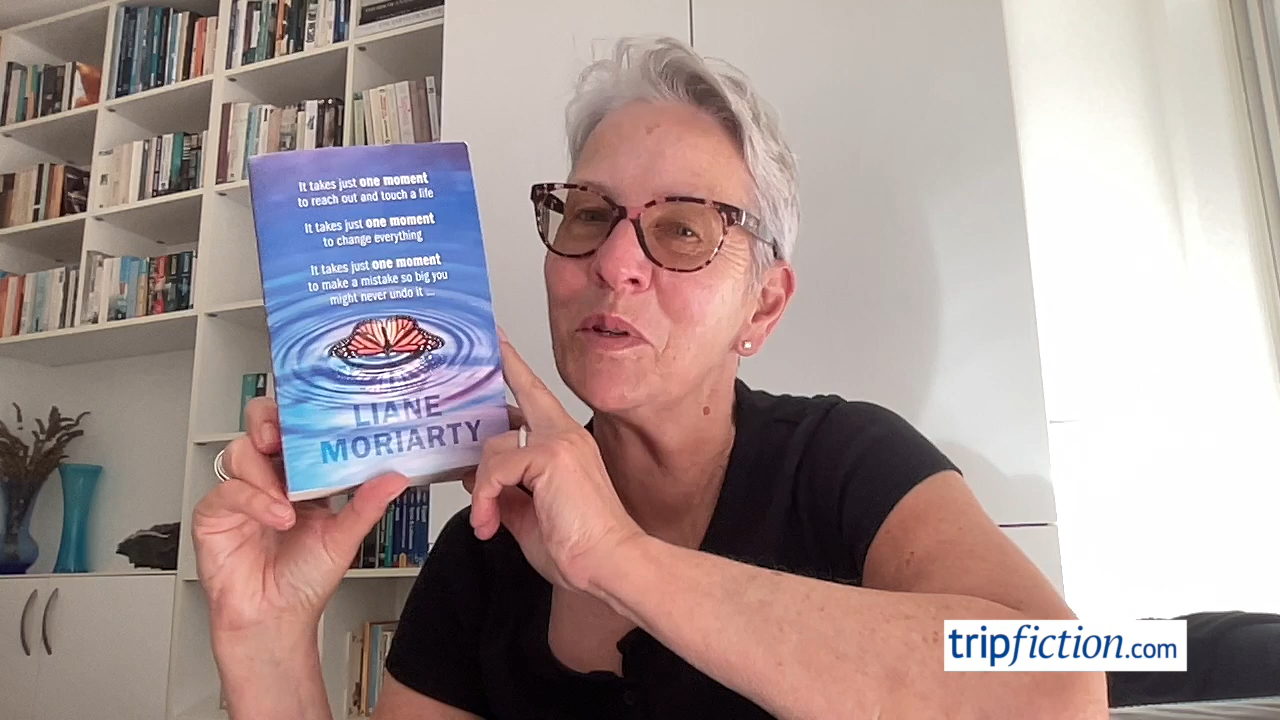 It takes just one moment
to reach out and touch a life
It takes just one moment
to change everything
It takes just one moment
to make a mistake so big you
might never undo it ...
LIANE
MORIARTY
tripfiction.com